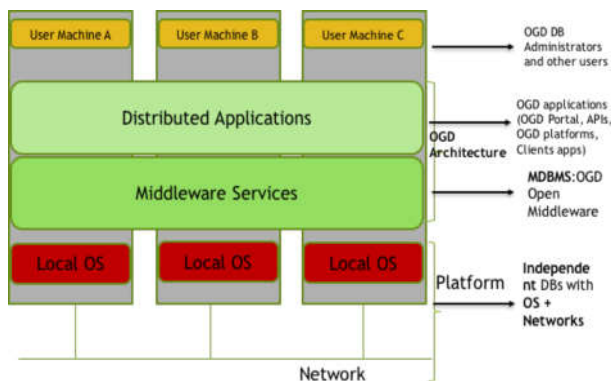 User Machine A
User Machine B
User Machine C
OGD DB
Administrators
and other users
Distributed Applications
OGD applications
(OGD Portal, APIs,
OGD platforms,
Clients apps)
OGD
Architecture
Middleware Services
MDBMS:OGD
Open
Middleware
Local OS
Local OS
Local OS
Platform
Independe
nt DBs with
OS +
Networks
Network